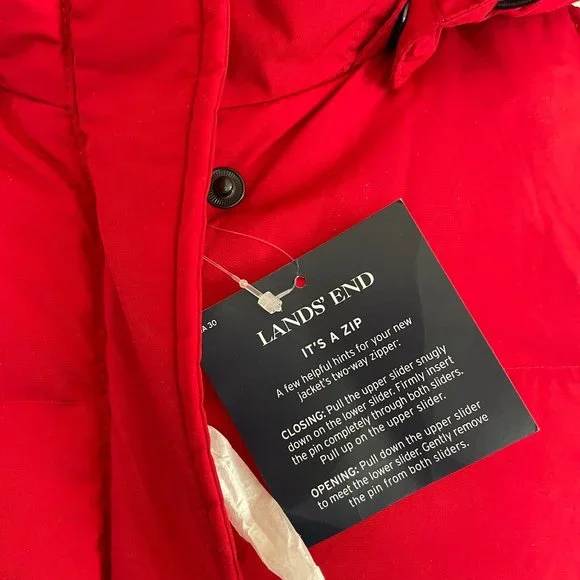 A 30
LANDS' END
IT'S A ZIP
A few helpful hints for your new
jacket's two-way zipper:
CLOSING: Pull the upper slider snugly
down on the lower slider. Firmly insert
the pin completely through both sliders.
Pull up on the upper slider.
OPENING: Pull down the upper slider
to meet the lower slider. Gently remove
the pin from both sliders.